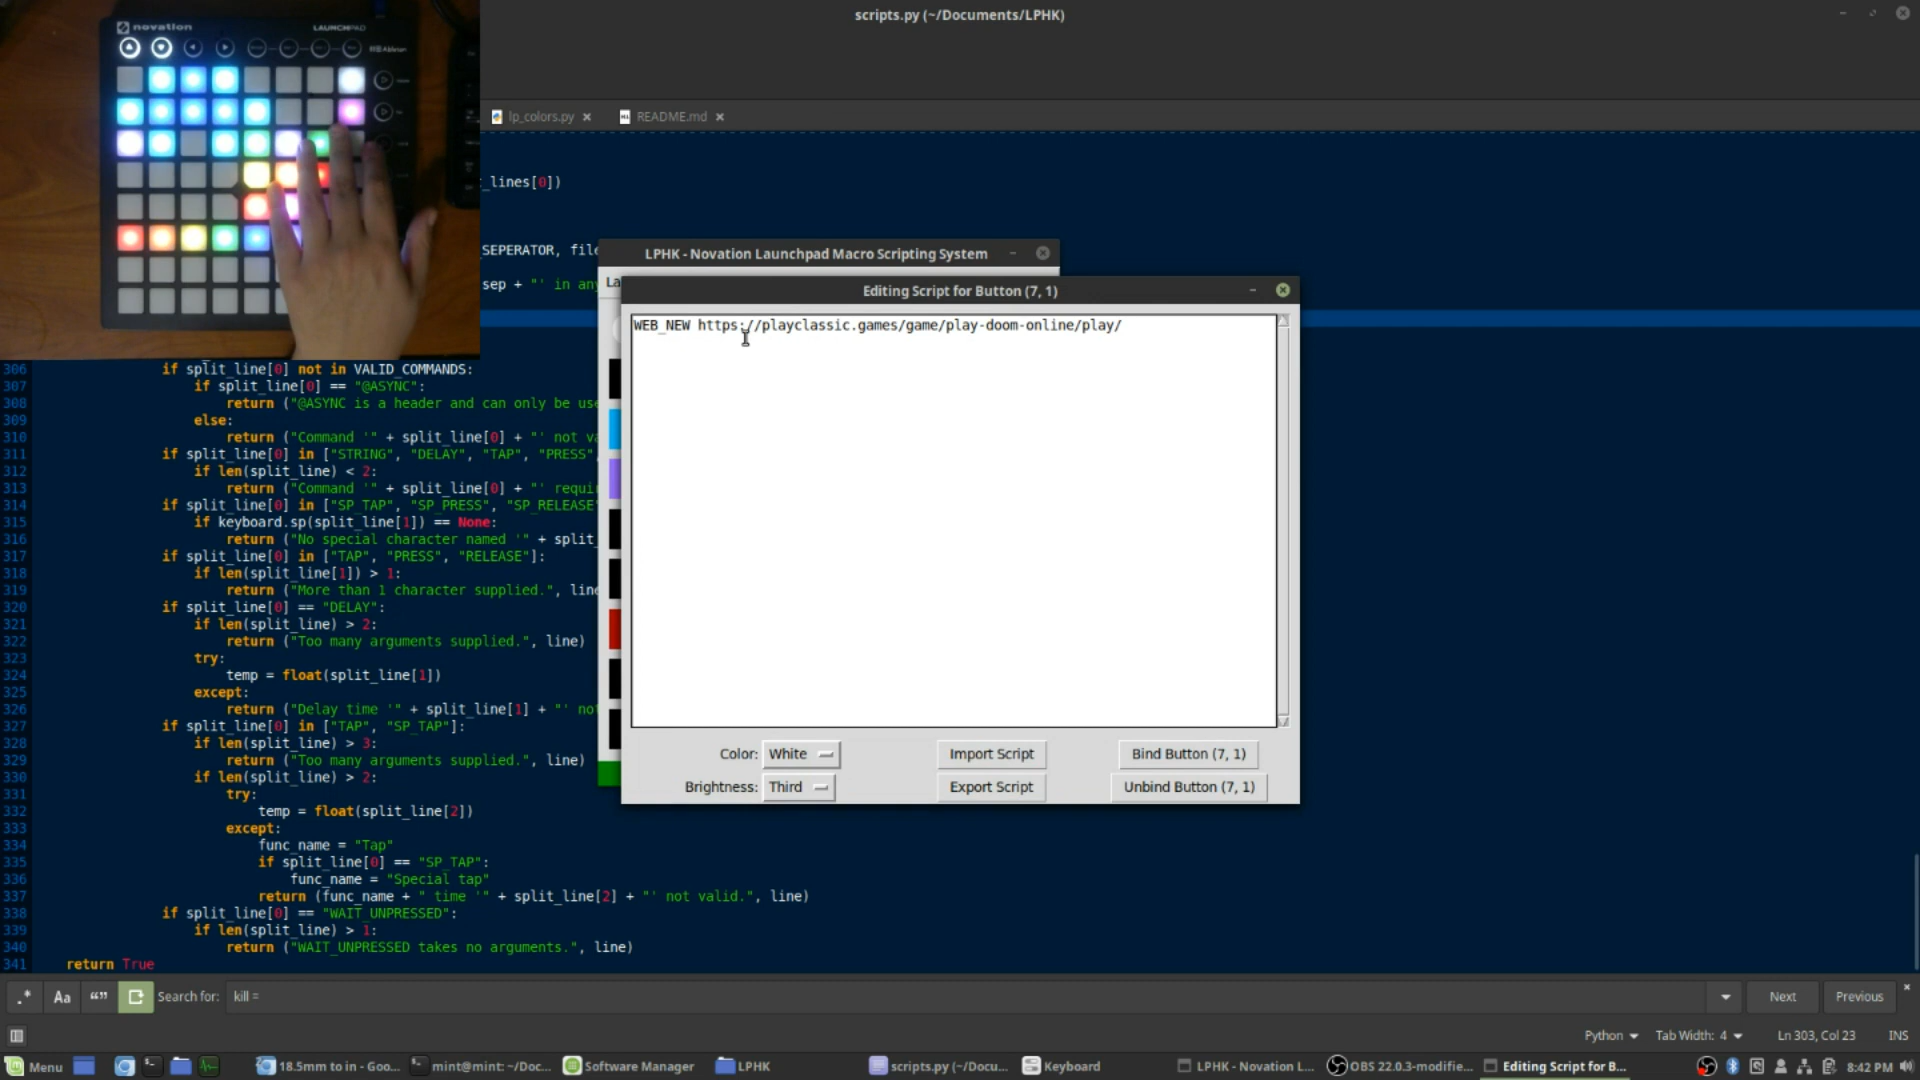 scripts.py (~/Documents/LPHK)
novation
LAUNCHPAD
Ableton
lp_colors.py
README.md
_lines[0])
SEPERATOR, file
sep + "' in any
LPHK - Novation Launchpad Macro Scripting System
La
Editing Script for Button (7, 1)
WEB_NEW https://playclassic.games/game/play-doom-online/play/
Color: White
Import Script
Bind Button (7, 1)
Brightness: Third
Export Script
Unbind Button (7, 1)
306 if split_line[0] not in VALID_COMMANDS:
307 if split_line[0] == "@ASYNC":
308 return ("@ASYNC is a header and can only be use
309 else:
310 return ("Command '" + split_line[0] + "' not va
311 if split_line[0] in ["STRING", "DELAY", "TAP", "PRESS",
312 if len(split_line) < 2:
313 return ("Command '" + split_line[0] + "' requi
314 if split_line[0] in ["SP_TAP", "SP_PRESS", "SP_RELEASE"
315 if keyboard.sp(split_line[1]) == None:
316 return ("No special character named '" + split_
317 if split_line[0] in ["TAP", "PRESS", "RELEASE"]:
318 if len(split_line[1]) > 1:
319 return ("More than 1 character supplied.", line
320 if split_line[0] == "DELAY":
321 if len(split_line) > 2:
322 return ("Too many arguments supplied.", line)
323 try:
324 temp = float(split_line[1])
325 except:
326 return ("Delay time '" + split_line[1] + "' no
327 if split_line[0] in ["TAP", "SP_TAP"]:
328 if len(split_line) > 3:
329 return ("Too many arguments supplied.", line)
330 if len(split_line) > 2:
331 try:
332 temp = float(split_line[2])
333 except:
334 func_name = "Tap"
335 if split_line[0] == "SP_TAP":
336 func_name = "Special tap"
337 return (func_name + " time '" + split_line[2] + "' not valid.", line)
338 if split_line[0] == "WAIT_UNPRESSED":
339 if len(split_line) > 1:
340 return ("WAIT_UNPRESSED takes no arguments.", line)
341 return True
.* Aa “” Search for: kill =
Next
Previous
Python
Tab Width: 4
Ln 303, Col 23
INS
Menu
18.5mm to in - Goo...
mint@mint: ~/Doc...
Software Manager
LPHK
scripts.py (~/Docu...
Keyboard
LPHK - Novation L...
OBS 22.0.3-modifie...
Editing Script for B...
8:42 PM